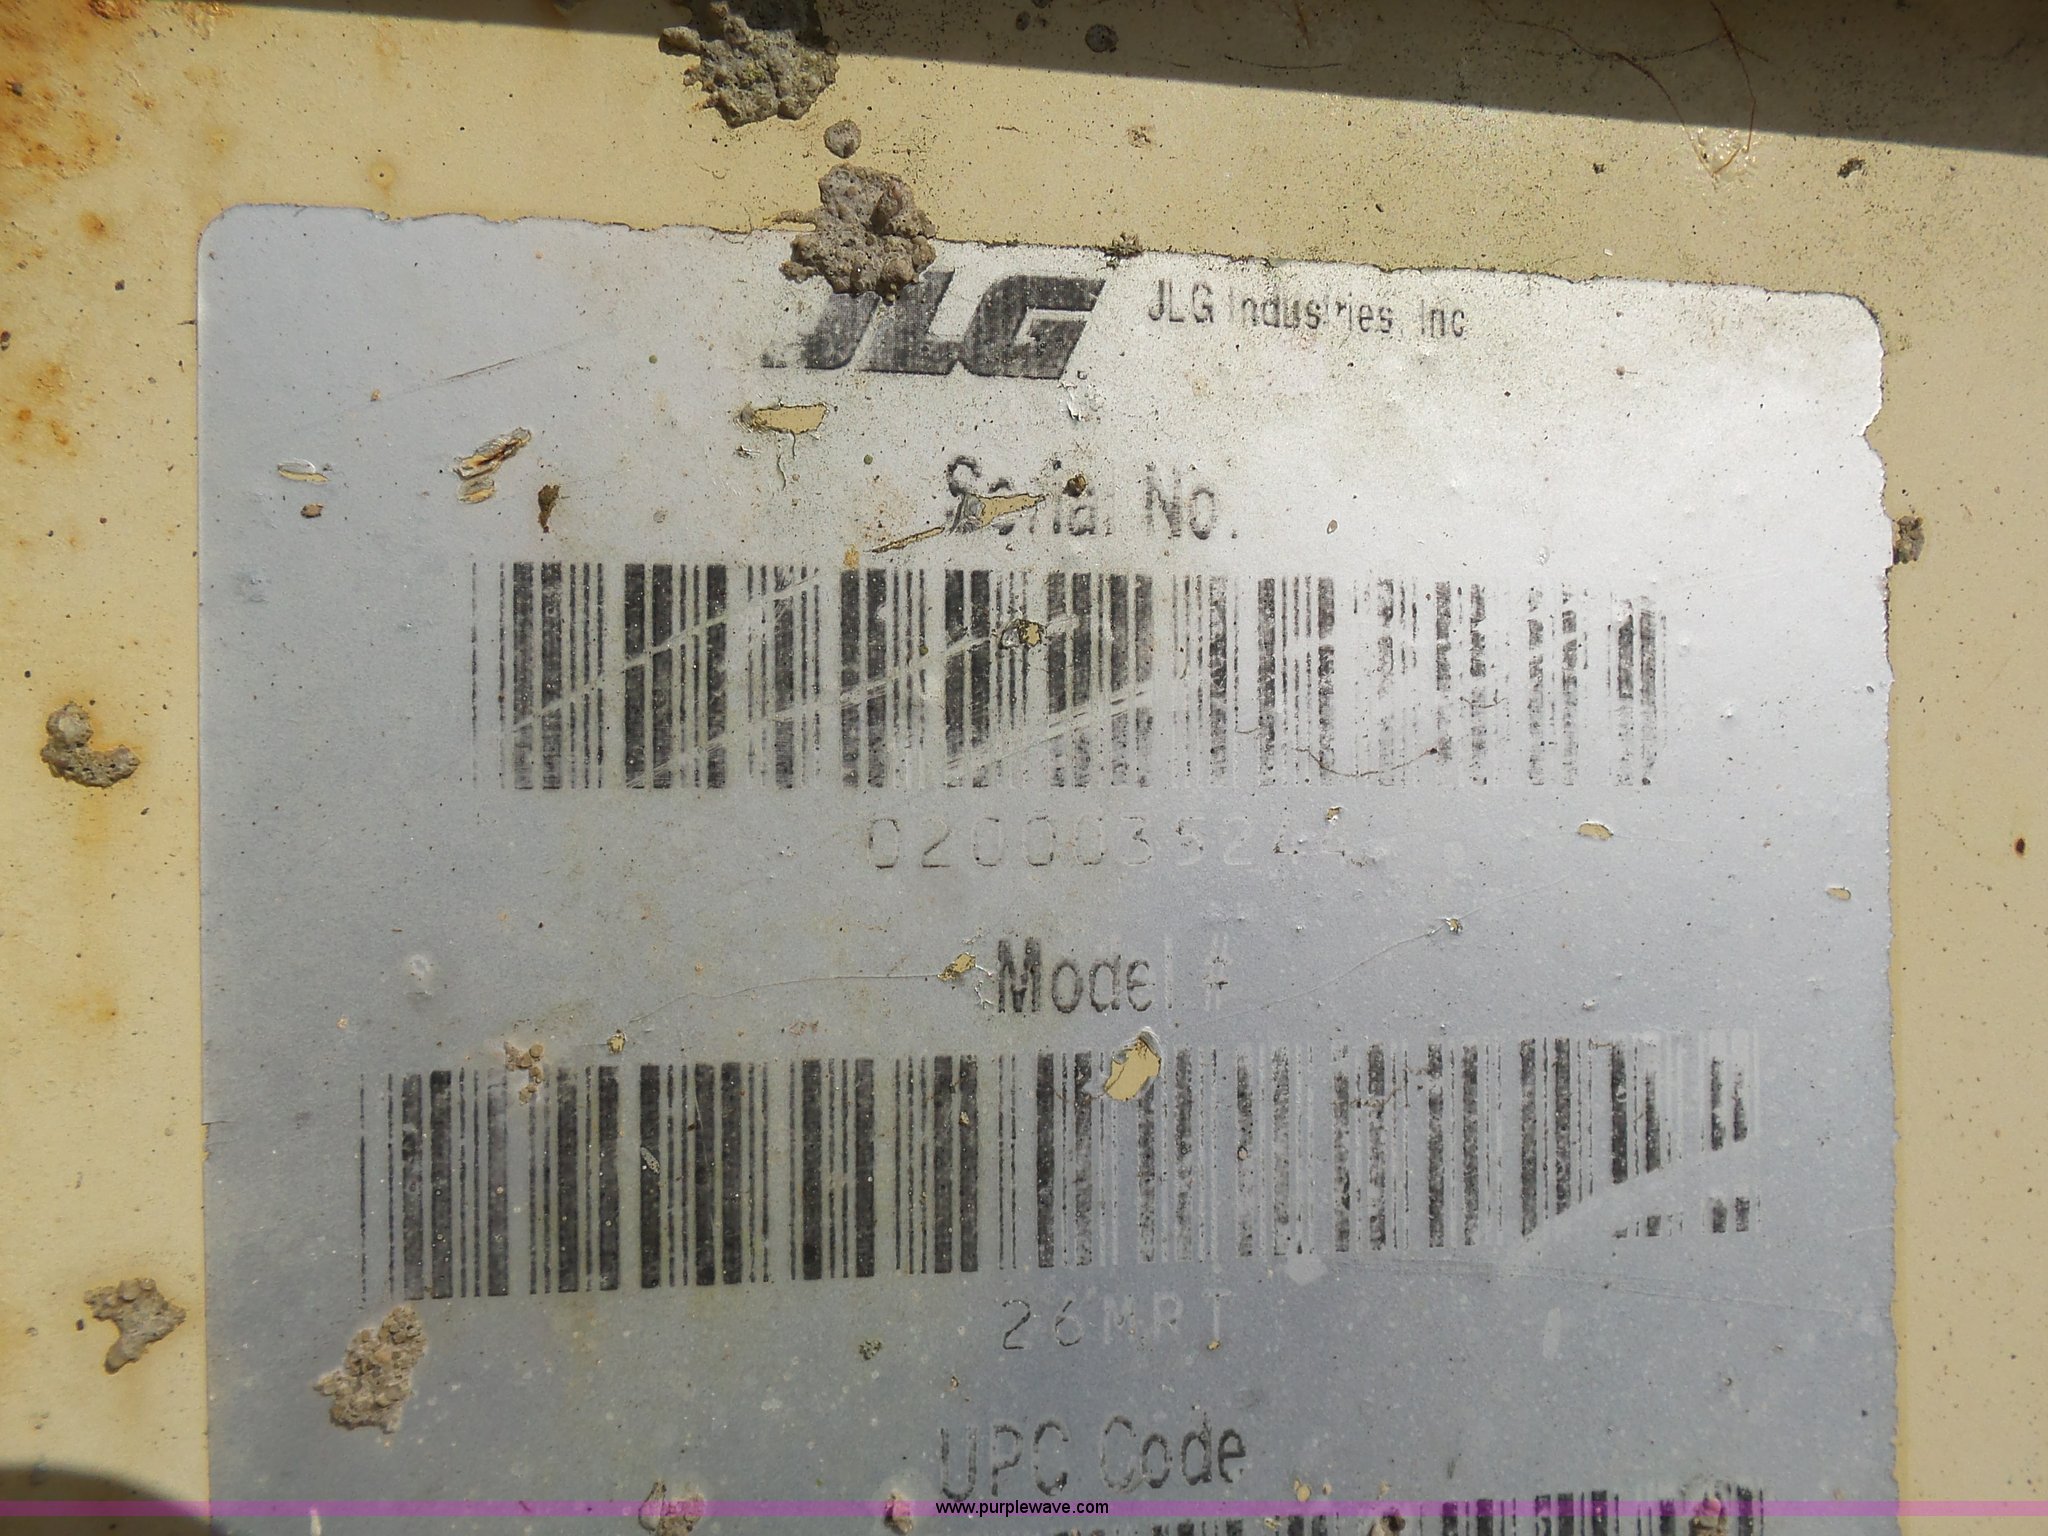 JLG JLG Industries, Inc
Serial No.
0200035244
Model #
26MRT
UPC Code
www.purplewave.com